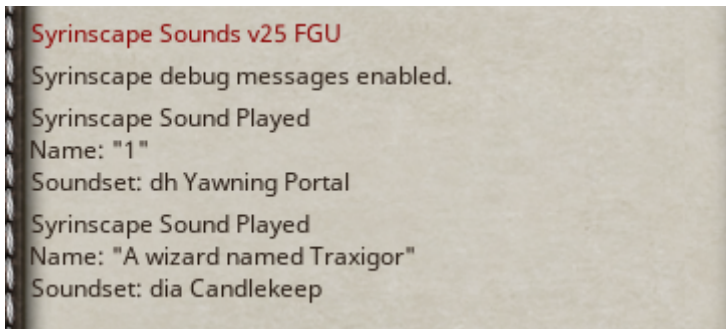 Syrinscape Sounds v25 FGU
Syrinscape debug messages enabled.
Syrinscape Sound Played
Name: "1"
Soundset: dh Yawning Portal
Syrinscape Sound Played
Name: "A wizard named Traxigor"
Soundset: dia Candlekeep